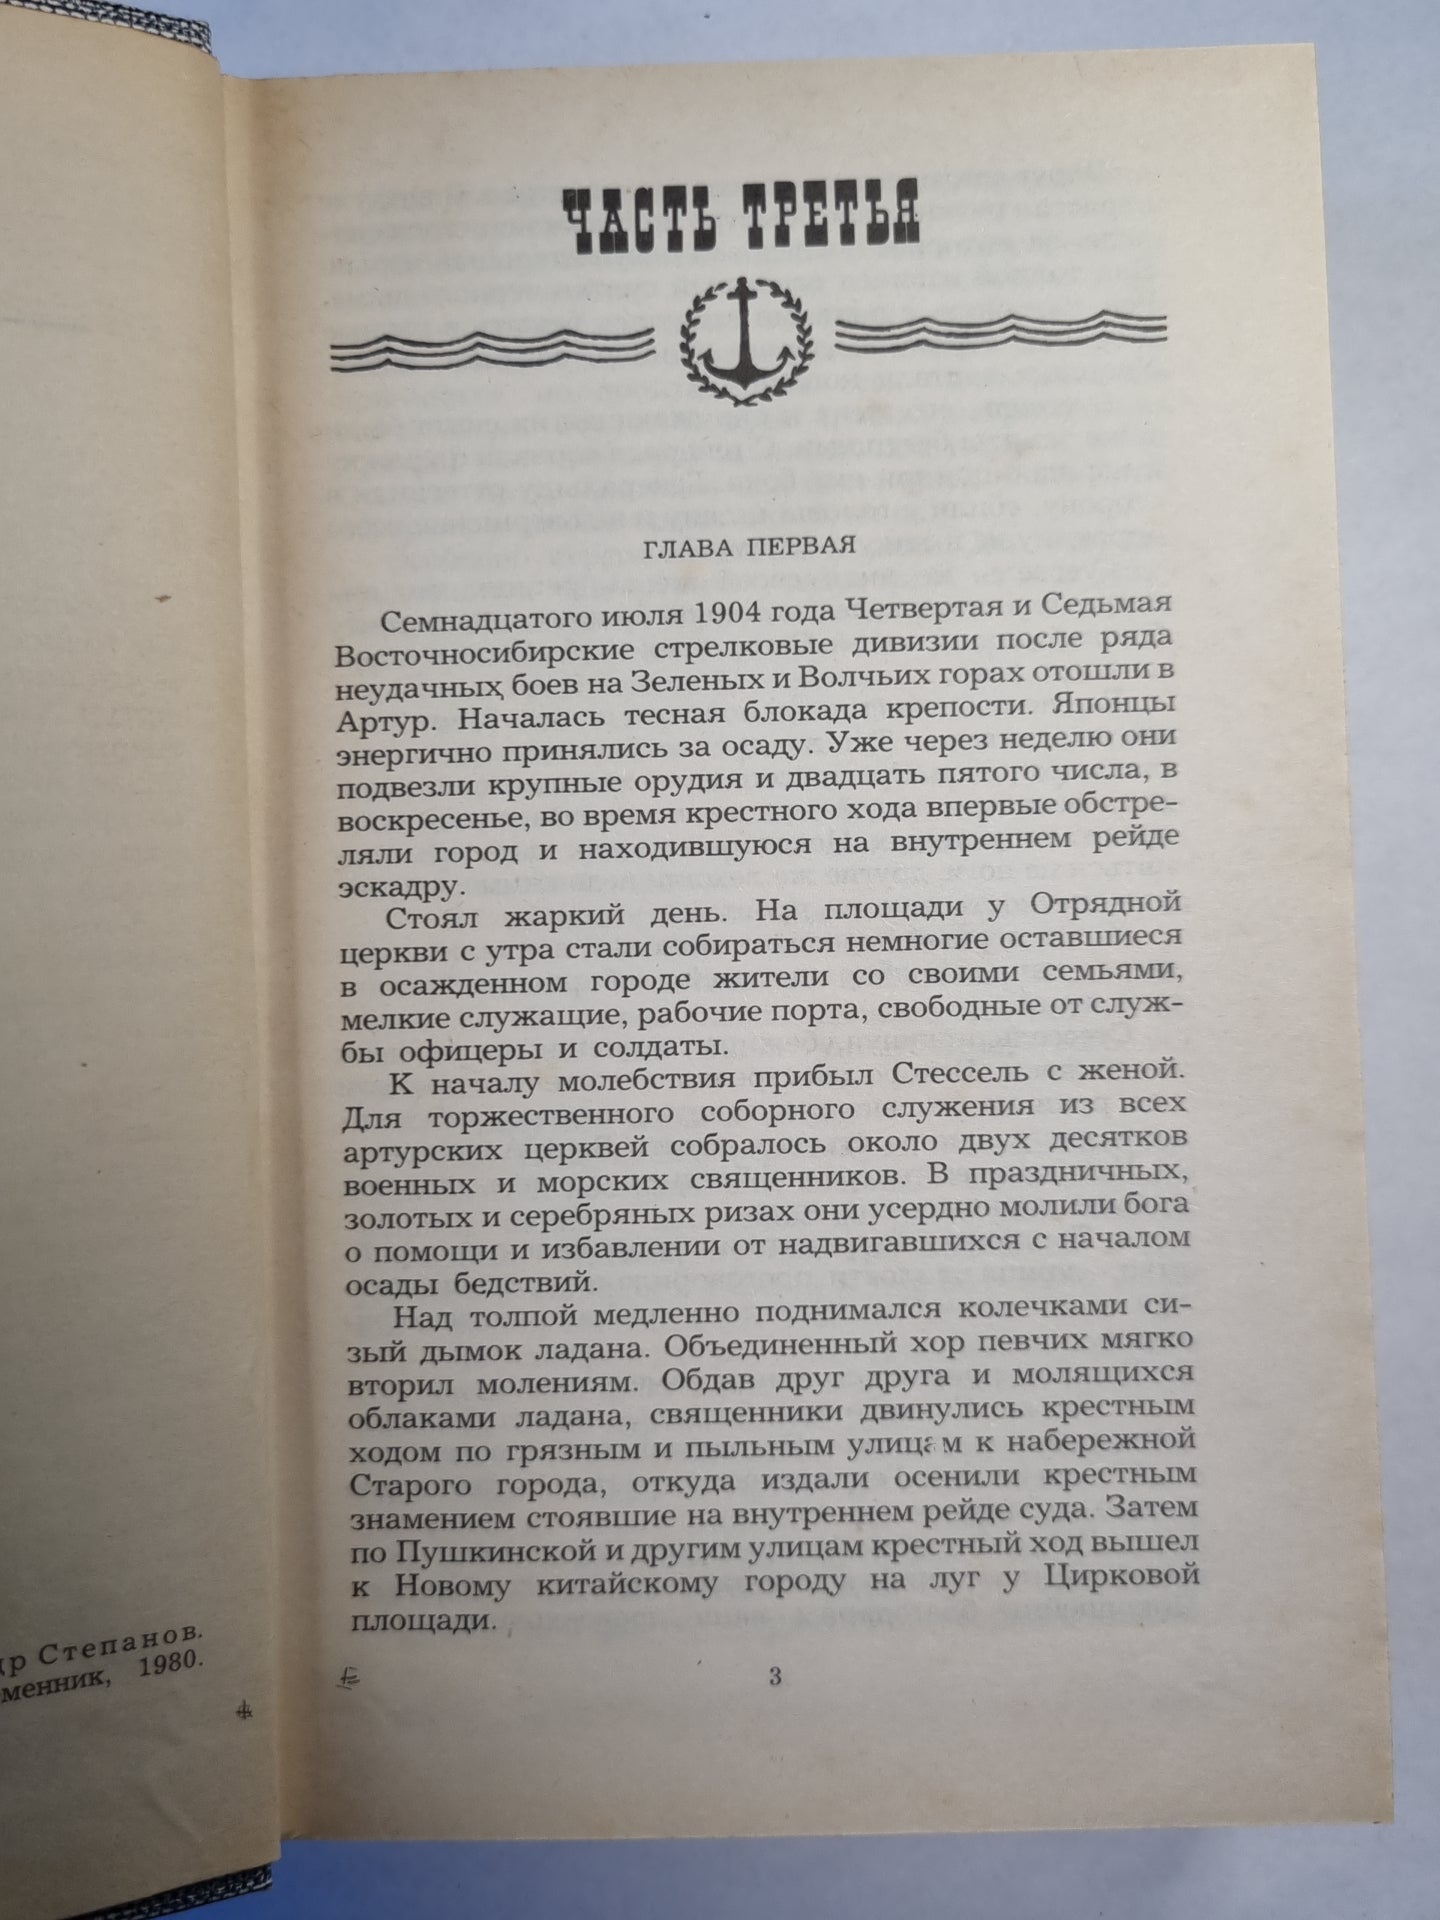 ЧАСТЬ ТРЕТЬЯ
ГЛАВА ПЕРВАЯ
Семнадцатого июля 1904 года Четвертая и Седьмая
Восточносибирские стрелковые дивизии после ряда
неудачных боев на Зеленых и Волчьих горах отошли в
Артур. Началась тесная блокада крепости. Японцы
энергично принялись за осаду. Уже через неделю они
подвезли крупные орудия и двадцать пятого числа, в
воскресенье, во время крестного хода впервые обстре-
ляли город и находившуюся на внутреннем рейде
эскадру.
Стоял жаркий день. На площади у Отрядной
церкви с утра стали собираться немногие оставшиеся
в осажденном городе жители со своими семьями,
мелкие служащие, рабочие порта, свободные от служ-
бы офицеры и солдаты.
К началу молебствия прибыл Стессель с женой.
Для торжественного соборного служения из всех
артурских церквей собралось около двух десятков
военных и морских священников. В праздничных,
золотых и серебряных ризах они усердно молили бога
о помощи и избавлении от надвигавшихся с началом
осады бедствий.
Над толпой медленно поднимался колечками си-
зый дымок ладана. Объединенный хор певчих мягко
вторил молениям. Обдав друг друга и молящихся
облаками ладана, священники двинулись крестным
ходом по грязным и пыльным улицам к набережной
Старого города, откуда издали осенили крестным
знамением стоявшие на внутреннем рейде суда. Затем
по Пушкинской и другим улицам крестный ход вышел
к Новому китайскому городу на луг у Цирковой
площади.
3
др Степанов.
менник, 1980.